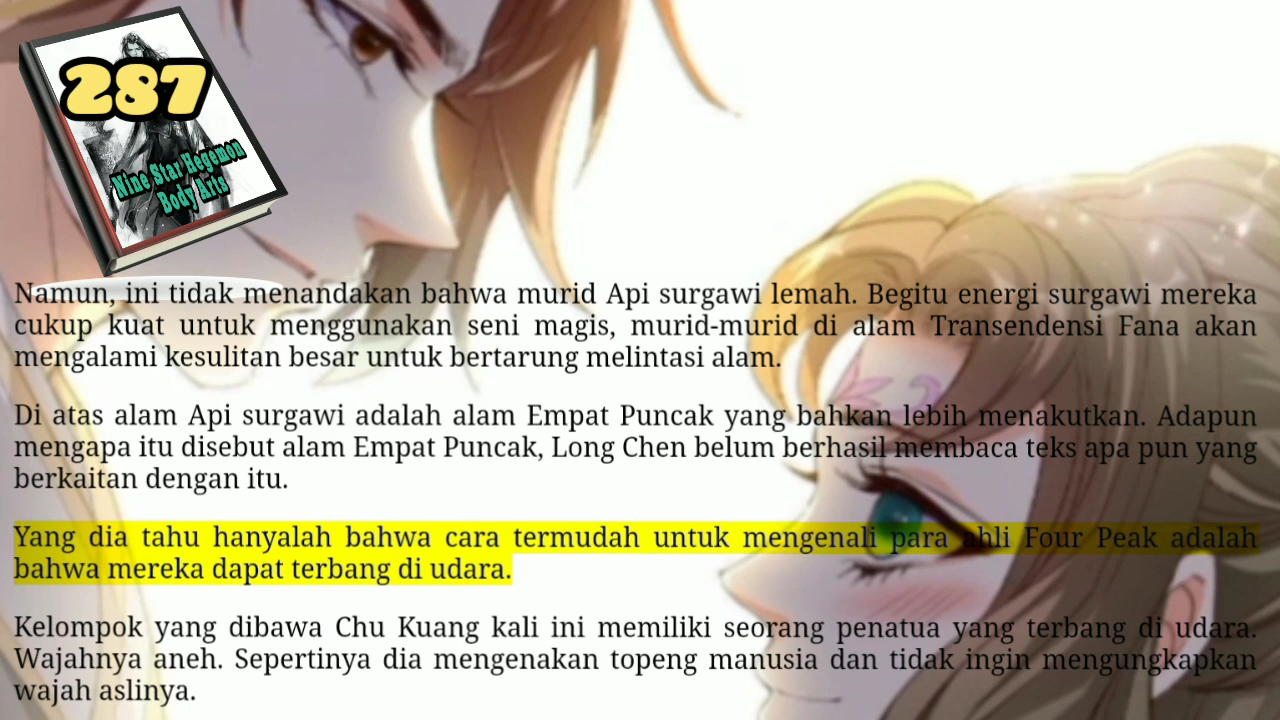 287
Nine Star Hegemon
Body Arts
Namun, ini tidak menandakan bahwa murid Api surgawi lemah. Begitu energi surgawi mereka
cukup kuat untuk menggunakan seni magis, murid-murid di alam Transendensi Fana akan
mengalami kesulitan besar untuk bertarung melintasi alam.
Di atas alam Api surgawi adalah alam Empat Puncak yang bahkan lebih menakutkan. Adapun
mengapa itu disebut alam Empat Puncak, Long Chen belum berhasil membaca teks apa pun yang
berkaitan dengan itu.
Yang dia tahu hanyalah bahwa cara termudah untuk mengenali para ahli Four Peak adalah
bahwa mereka dapat terbang di udara.
Kelompok yang dibawa Chu Kuang kali ini memiliki seorang penatua yang terbang di udara.
Wajahnya aneh. Sepertinya dia mengenakan topeng manusia dan tidak ingin mengungkapkan
wajah aslinya.